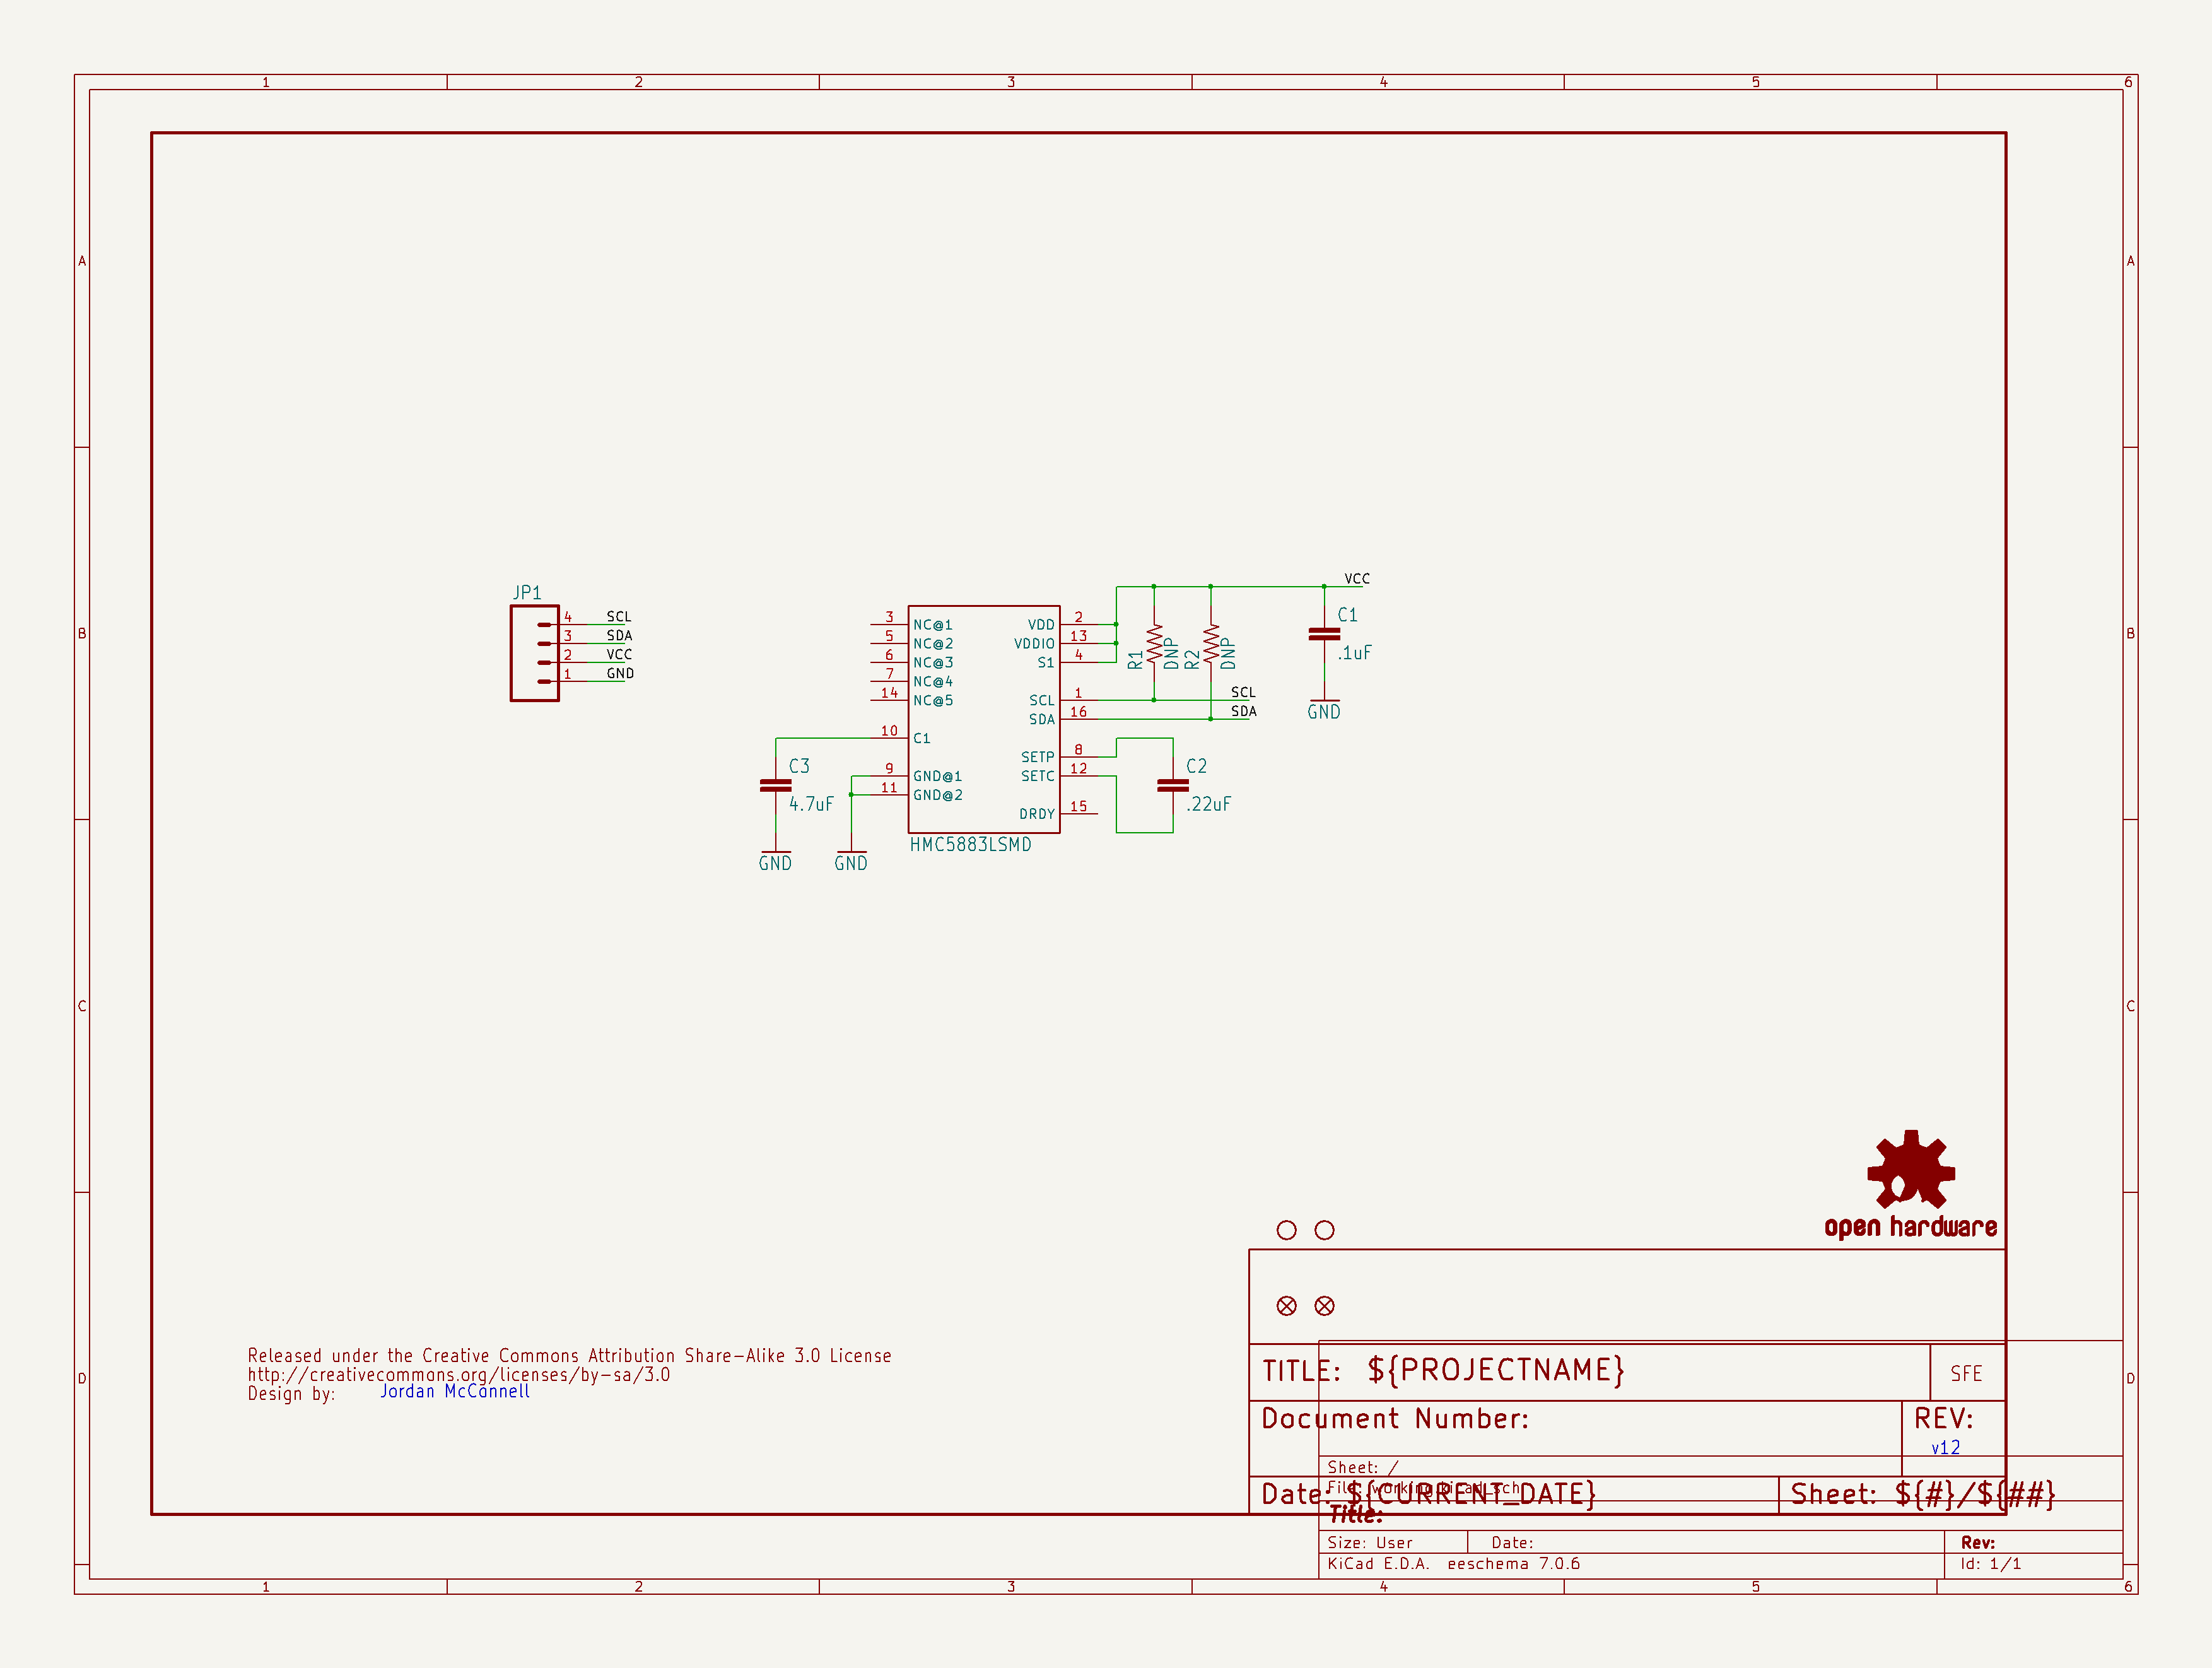 1 2 3 4 5 6
A A
B B
C C
D D
JP1
4 SCL
3 SDA
2 VCC
1 GND
3 NC@1
5 NC@2
6 NC@3
7 NC@4
14 NC@5
10 C1
9 GND@1
11 GND@2
VDD 2
VDDIO 13
S1 4
SCL 1
SDA 16
SETP 8
SETC 12
DRDY 15
HMC5883LSMD
VCC
R1 DNP
R2 DNP
C1
.1uF
GND
SCL
SDA
C2
.22uF
C3
4.7uF
GND
GND
open hardware
Released under the Creative Commons Attribution Share-Alike 3.0 License
http://creativecommons.org/licenses/by-sa/3.0
Design by: Jordan McConnell
TITLE: ${PROJECTNAME}
SFE
Document Number:
REV:
v12
Sheet: /
File: working.kicad_sch
Date: ${CURRENT_DATE}
Sheet: ${#}/${##}
Title:
Size: User Date: Rev:
KiCad E.D.A. eeschema 7.0.6 Id: 1/1
1 2 3 4 5 6